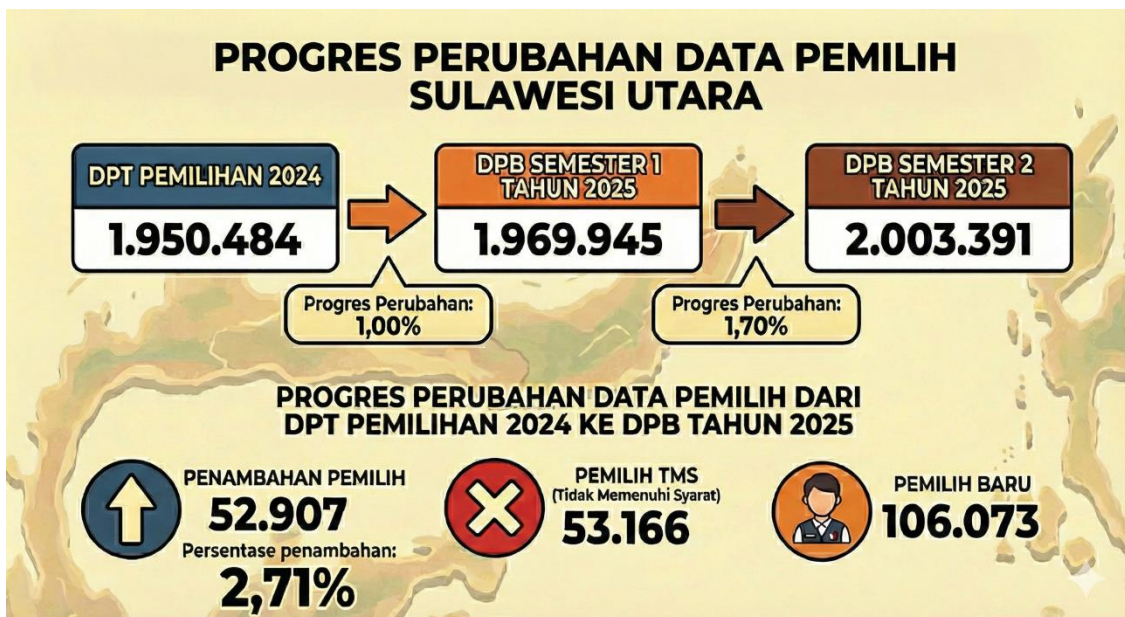 PROGRES PERUBAHAN DATA PEMILIH
SULAWESI UTARA
DPT PEMILIHAN 2024
1.950.484
DPB SEMESTER 1
TAHUN 2025
1.969.945
DPB SEMESTER 2
TAHUN 2025
2.003.391
Progres Perubahan:
1,00%
Progres Perubahan:
1,70%
PROGRES PERUBAHAN DATA PEMILIH DARI
DPT PEMILIHAN 2024 KE DPB TAHUN 2025
PENAMBAHAN PEMILIH
52.907
Persentase penambahan:
2,71%
PEMILIH TMS
(Tidak Memenuhi Syarat)
53.166
PEMILIH BARU
106.073